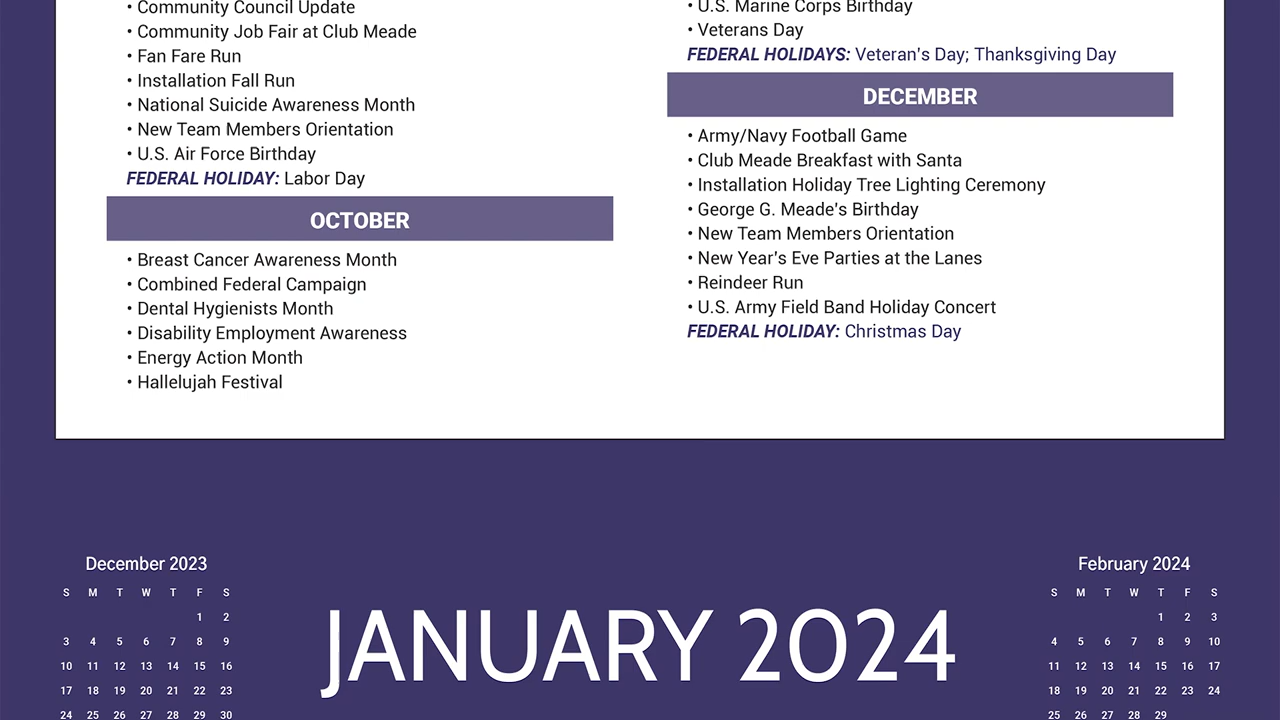 • Community Council Update
• Community Job Fair at Club Meade
• Fan Fare Run
• Installation Fall Run
• National Suicide Awareness Month
• New Team Members Orientation
• U.S. Air Force Birthday
FEDERAL HOLIDAY: Labor Day
OCTOBER
• Breast Cancer Awareness Month
• Combined Federal Campaign
• Dental Hygienists Month
• Disability Employment Awareness
• Energy Action Month
• Hallelujah Festival
• U.S. Marine Corps Birthday
• Veterans Day
FEDERAL HOLIDAYS: Veteran's Day; Thanksgiving Day
DECEMBER
• Army/Navy Football Game
• Club Meade Breakfast with Santa
• Installation Holiday Tree Lighting Ceremony
• George G. Meade's Birthday
• New Team Members Orientation
• New Year's Eve Parties at the Lanes
• Reindeer Run
• U.S. Army Field Band Holiday Concert
FEDERAL HOLIDAY: Christmas Day
December 2023
S M T W T F S
1 2
3 4 5 6 7 8 9
10 11 12 13 14 15 16
17 18 19 20 21 22 23
24 25 26 27 28 29 30
JANUARY 2024
February 2024
S M T W T F S
1 2 3
4 5 6 7 8 9 10
11 12 13 14 15 16 17
18 19 20 21 22 23 24
25 26 27 28 29